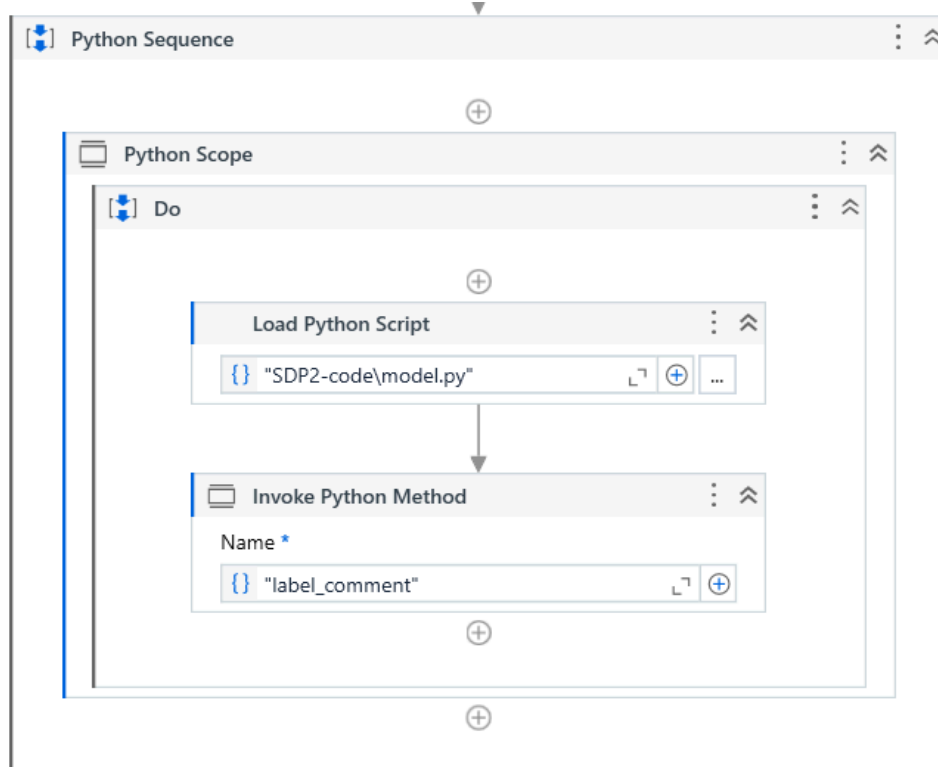 Python Sequence
Python Scope
Do
Load Python Script
{} "SDP2-code\model.py"
...
Invoke Python Method
Name *
{} "label_comment"